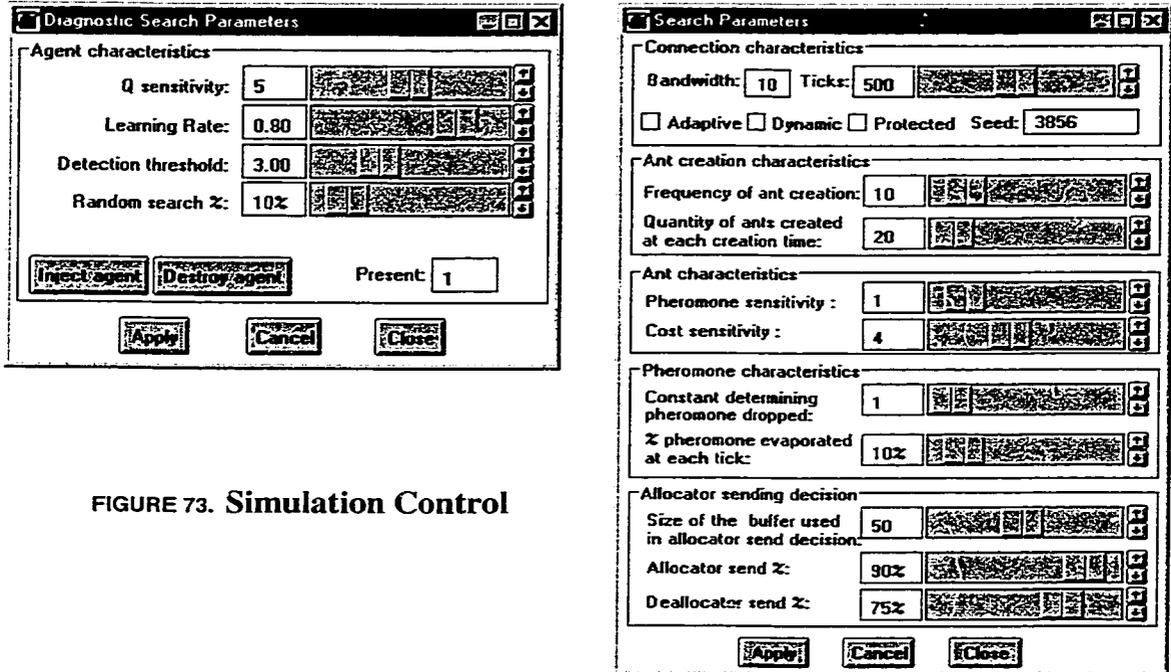 Diagnostic Search Parameters
Agent characteristics
Q sensitivity: 5
Learning Rate: 0.80
Detection threshold: 3.00
Random search %: 10%
Inject agent Destroy agent Present: 1
Apply Cancel Close
FIGURE 73. Simulation Control
Search Parameters
Connection characteristics
Bandwidth: 10 Ticks: 500
Adaptive Dynamic Protected Seed: 3856
Ant creation characteristics
Frequency of ant creation: 10
Quantity of ants created
at each creation time: 20
Ant characteristics
Pheromone sensitivity : 1
Cost sensitivity : 4
Pheromone characteristics
Constant determining
pheromone dropped: 1
% pheromone evaporated
at each tick: 10%
Allocator sending decision
Size of the buffer used
in allocator send decision: 50
Allocator send %: 90%
Deallocator send %: 75%
Apply Cancel Close